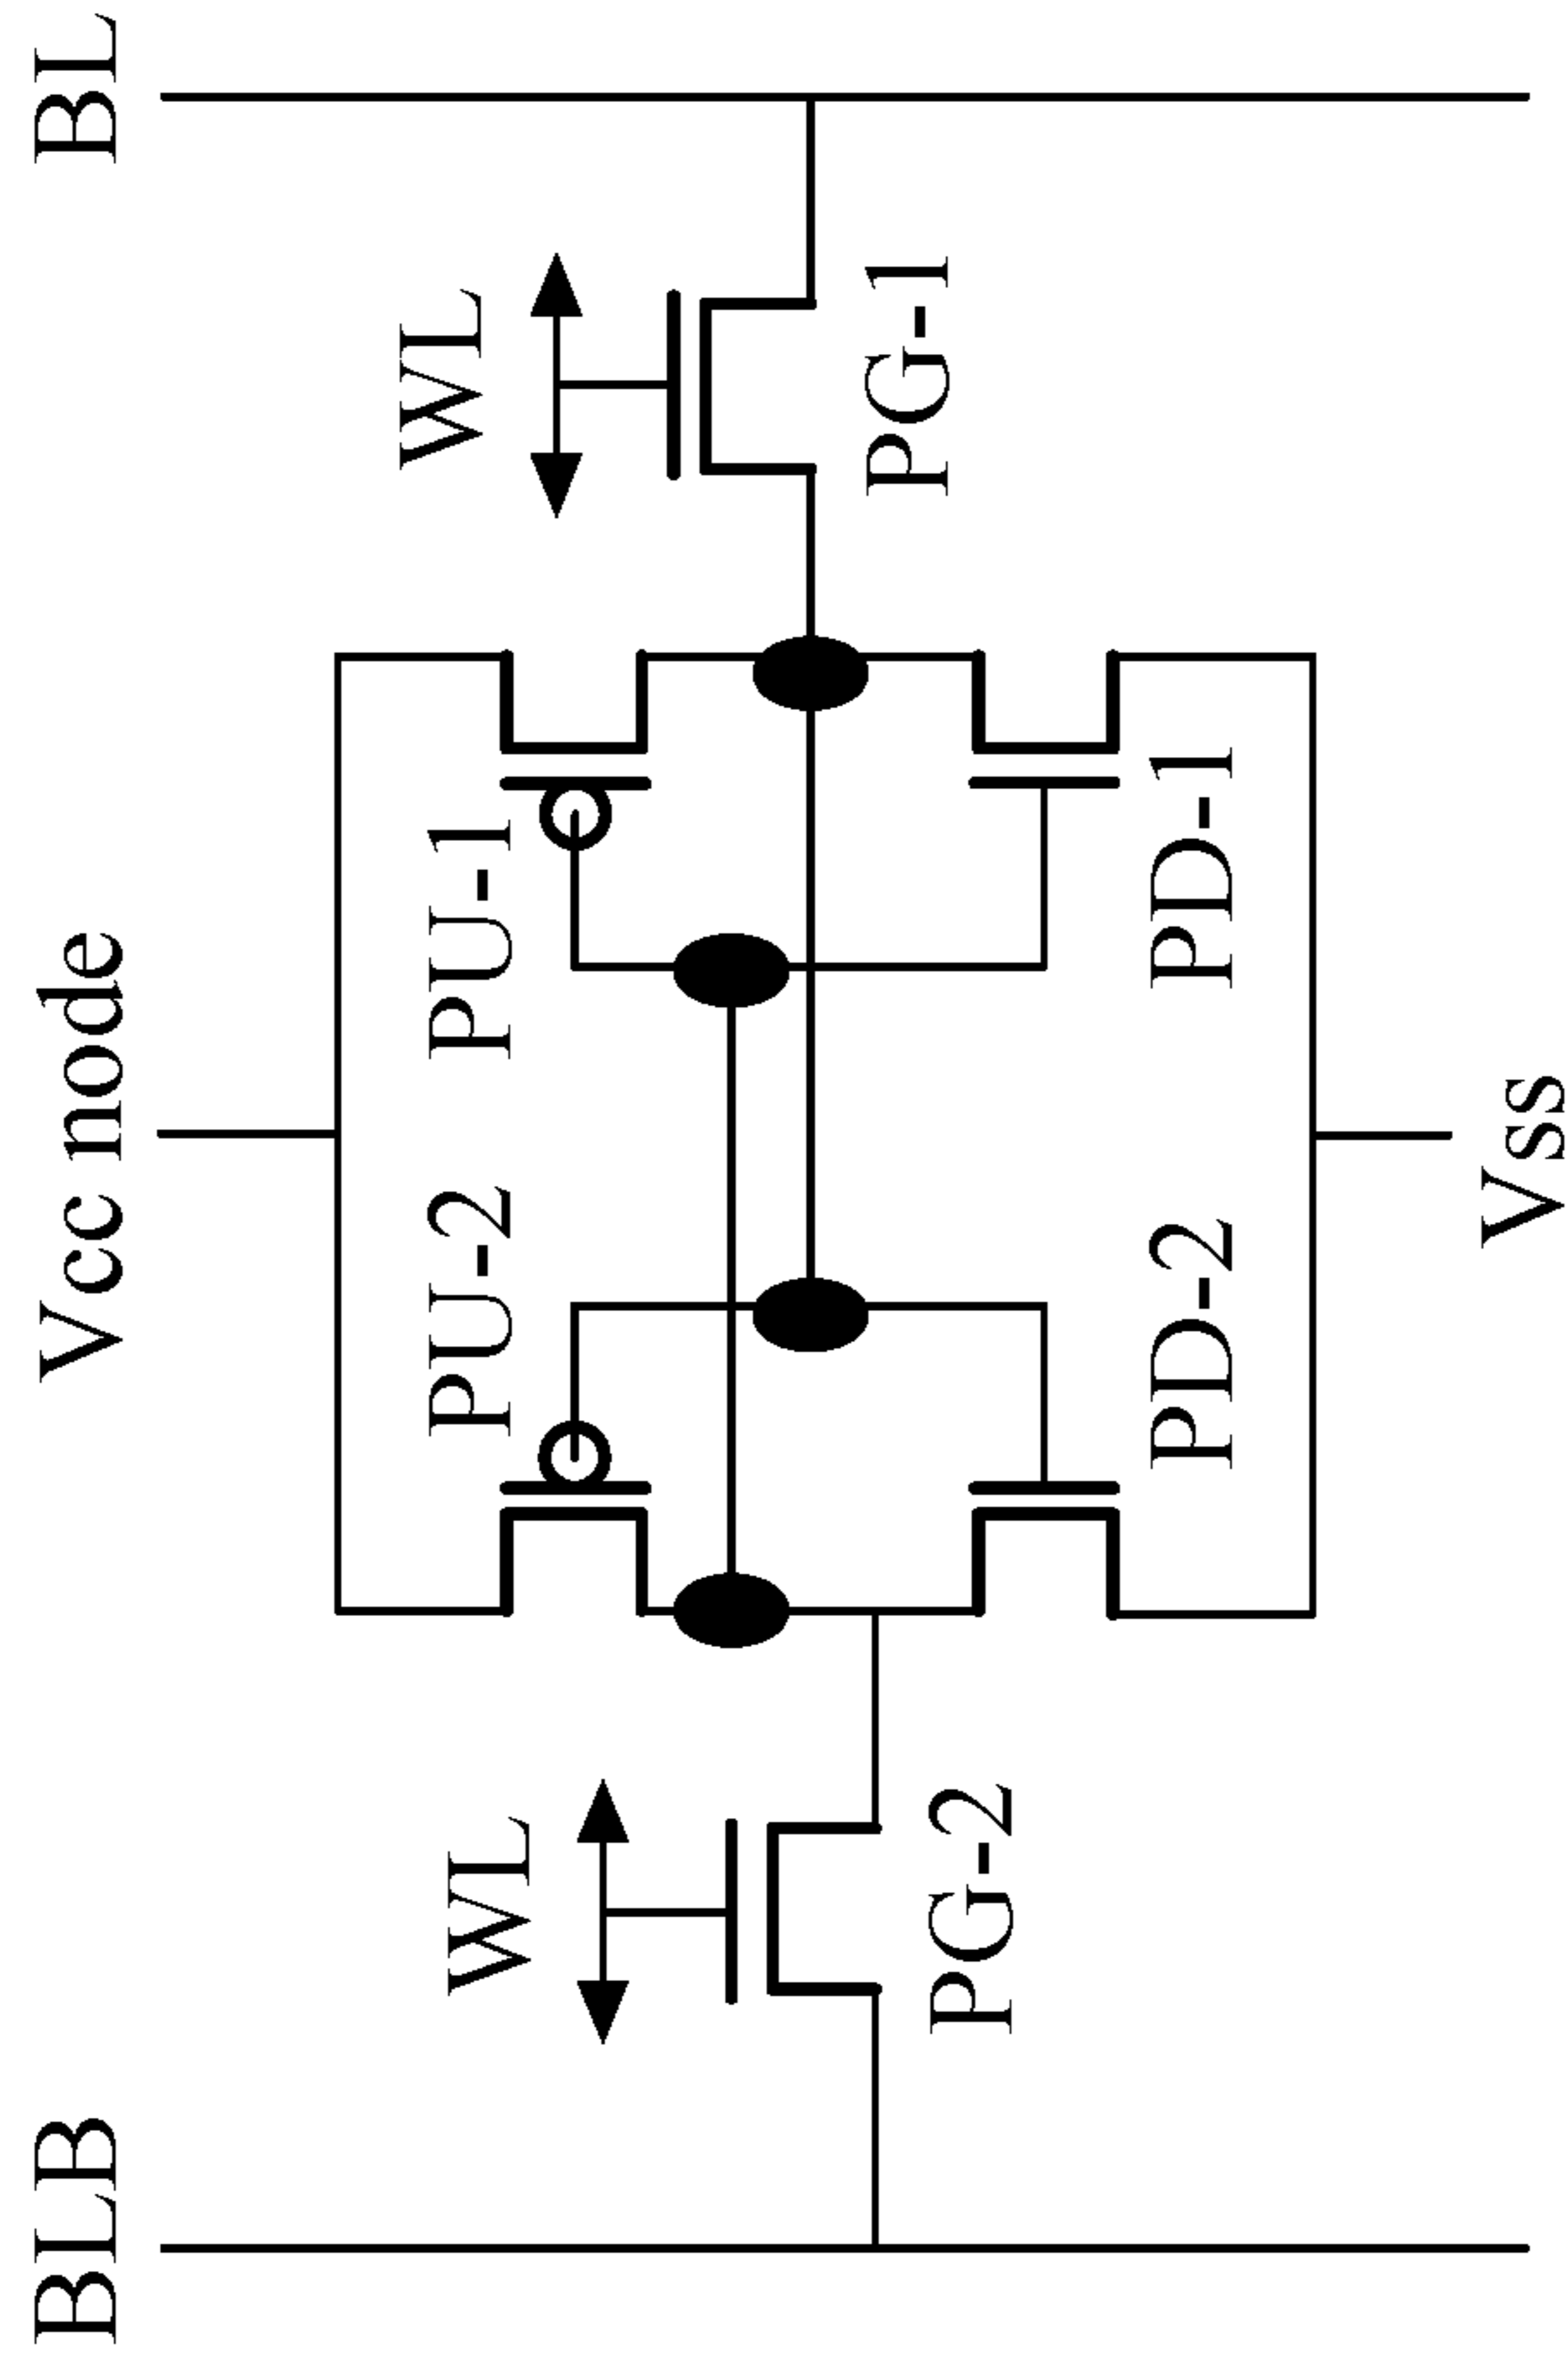 BLB
Vcc node
BL
WL
PU-2
PU-1
WL
PG-2
PG-1
PD-2
PD-1
Vss